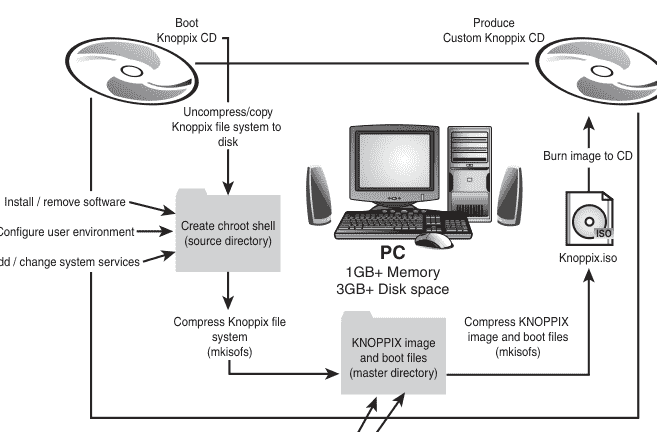 Boot
Knoppix CD
Produce
Custom Knoppix CD
Uncompress/copy
Knoppix file system to
disk
Burn image to CD
Install / remove software
Configure user environment
dd / change system services
Create chroot shell
(source directory)
ISO
Knoppix.iso
PC
1GB+ Memory
3GB+ Disk space
Compress Knoppix file
system
(mkisofs)
KNOPPIX image
and boot files
(master directory)
Compress KNOPPIX
image and boot files
(mkisofs)